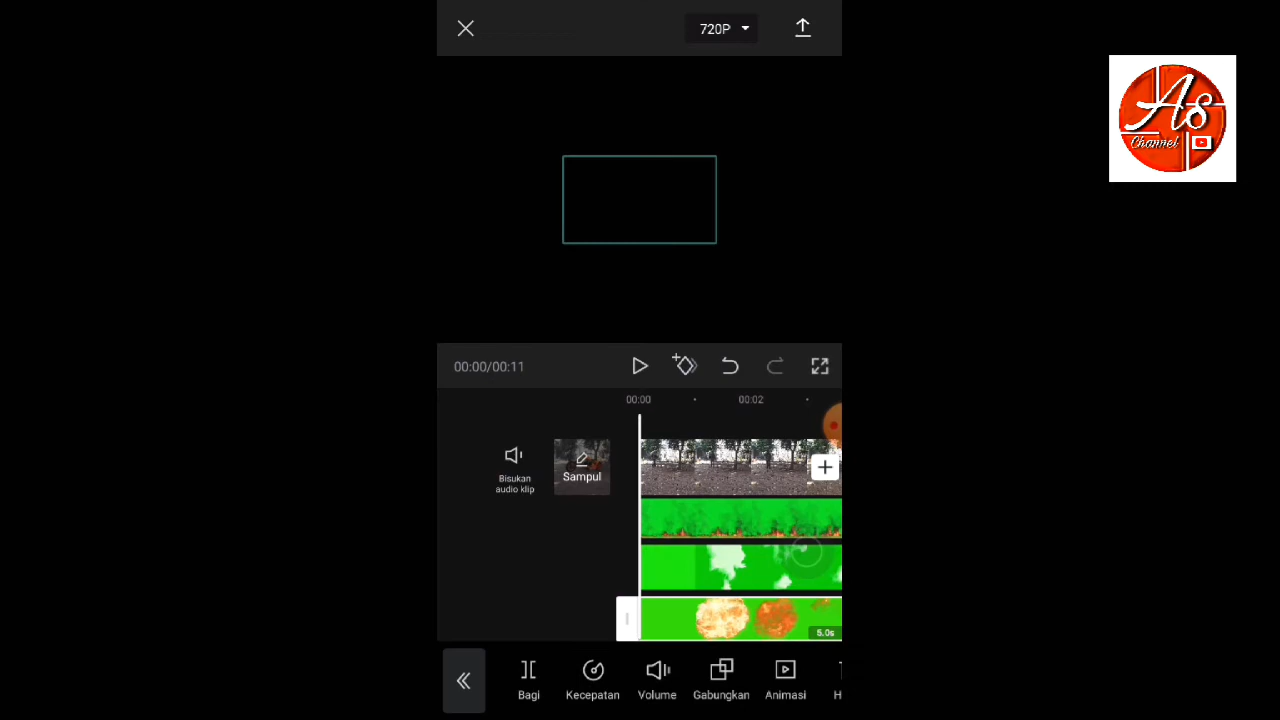 720P
As
Channel
00:00/00:11
00:00
00:02
Bisukan
audio klip
Sampul
5.0s
Bagi
Kecepatan
Volume
Gabungkan
Animasi
H